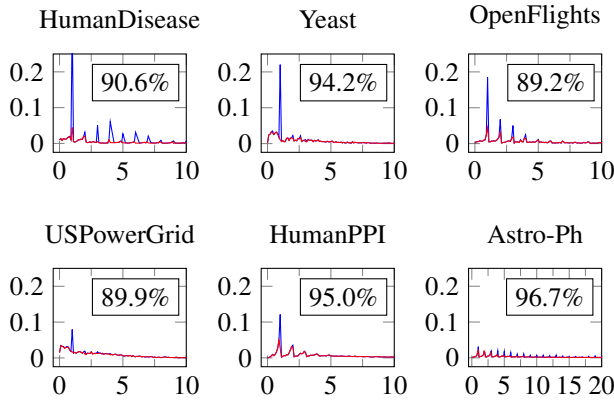 HumanDisease Yeast OpenFlights
0.2 90.6% 0.2 94.2% 0.2 89.2%
0.1 0.1 0.1
0 0 0
0 5 10 0 5 10 0 5 10
USPowerGrid HumanPPI Astro-Ph
0.2 89.9% 0.2 95.0% 0.2 96.7%
0.1 0.1 0.1
0 0 0
0 5 10 0 5 10 0 5 10 15 20